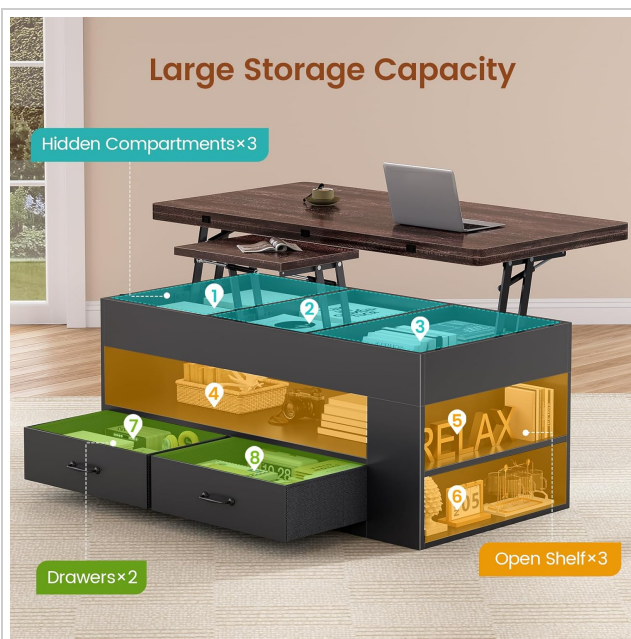 Large Storage Capacity
Hidden Compartments×3
1
2
3
4
5
RELAX
7
8
6
Open Shelf×3
Drawers×2